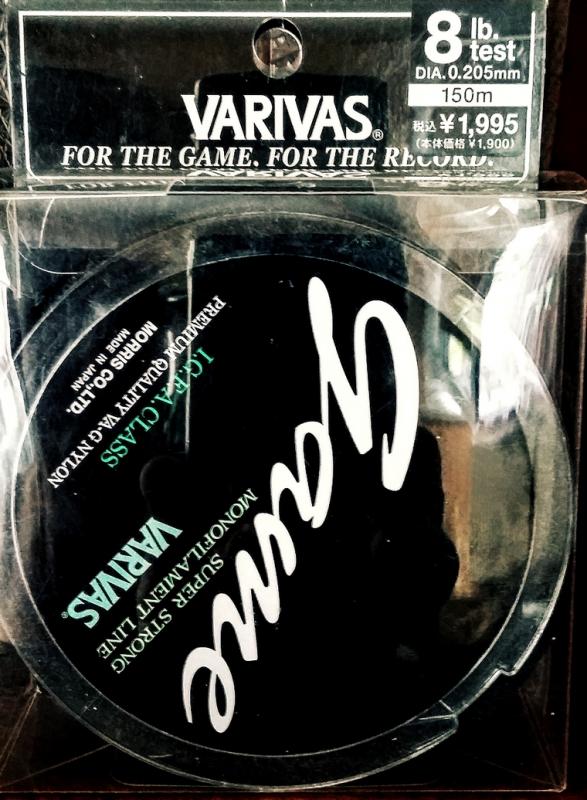 8 lb. test
DIA. 0.205mm
150m
税込 ¥1,995
(本体価格 ¥1,900)
VARIVAS®
FOR THE GAME. FOR THE RECORD.
Game
PREMIUM QUALITY VA-G NYLON
I.G.F.A. CLASS
MORRIS CO., LTD.
MADE IN JAPAN
MONOFILAMENT LINE
SUPER STRONG
VARIVAS®